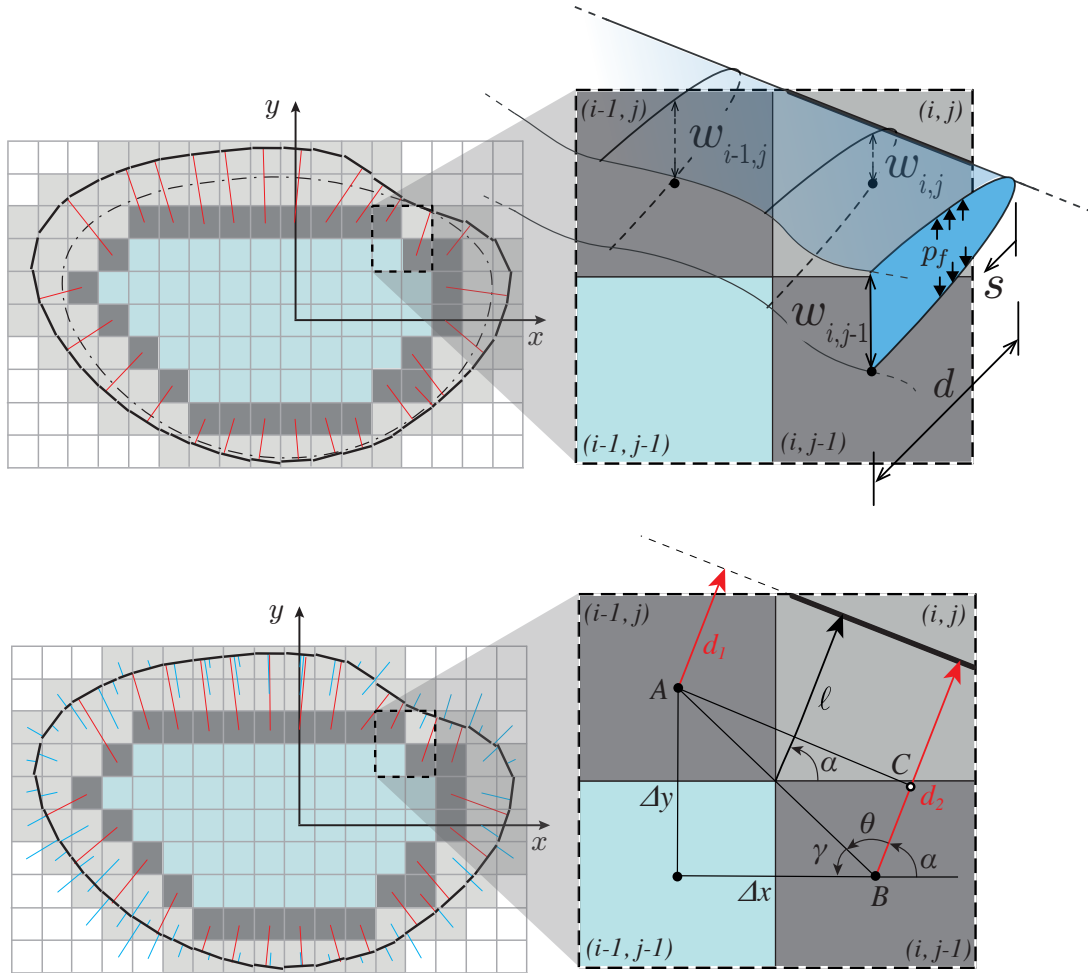 y
x
(i-1, j)
(i, j)
w_{i-1,j}
w_{i,j}
p_f
s
w_{i,j-1}
d
(i-1, j-1)
(i, j-1)
y
x
(i-1, j)
(i, j)
d_1
A
ℓ
α
C
Δy
d_2
θ
γ
α
Δx
B
(i-1, j-1)
(i, j-1)